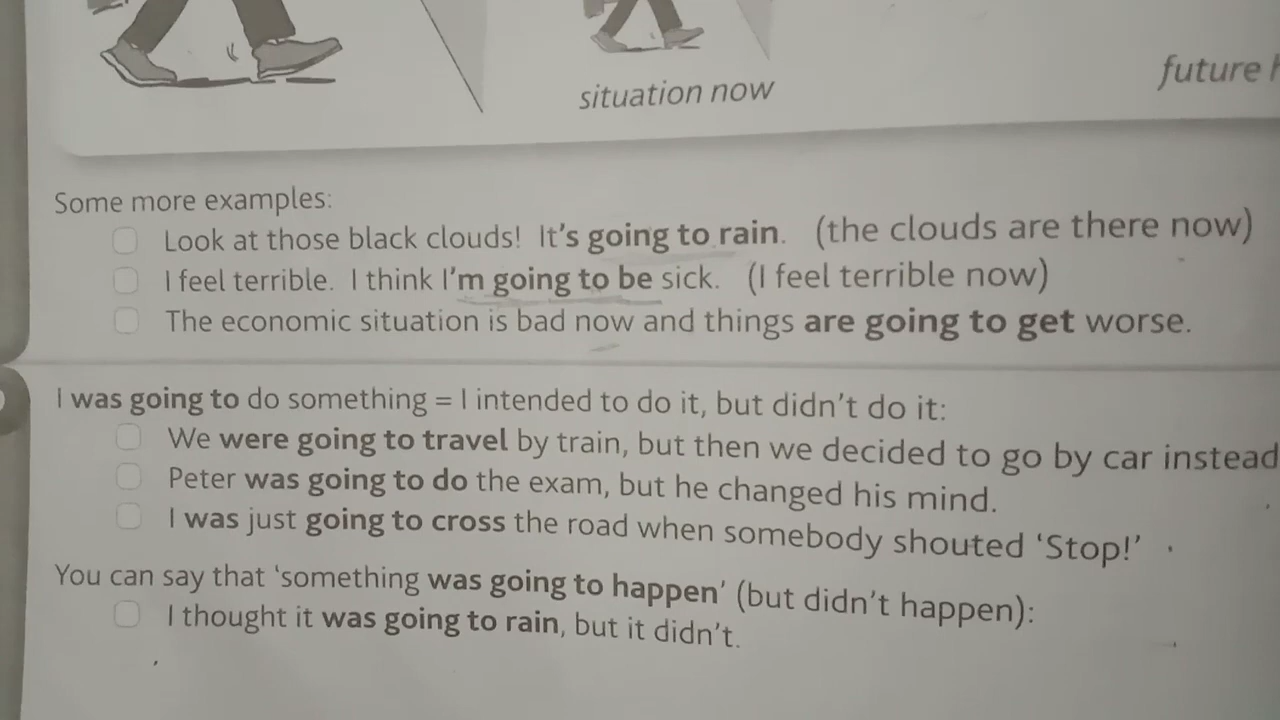 situation now
future
Some more examples:
Look at those black clouds! It's going to rain. (the clouds are there now)
I feel terrible. I think I'm going to be sick. (I feel terrible now)
The economic situation is bad now and things are going to get worse.
I was going to do something = I intended to do it, but didn't do it:
We were going to travel by train, but then we decided to go by car instead
Peter was going to do the exam, but he changed his mind.
I was just going to cross the road when somebody shouted 'Stop!'
You can say that 'something was going to happen' (but didn't happen):
I thought it was going to rain, but it didn't.